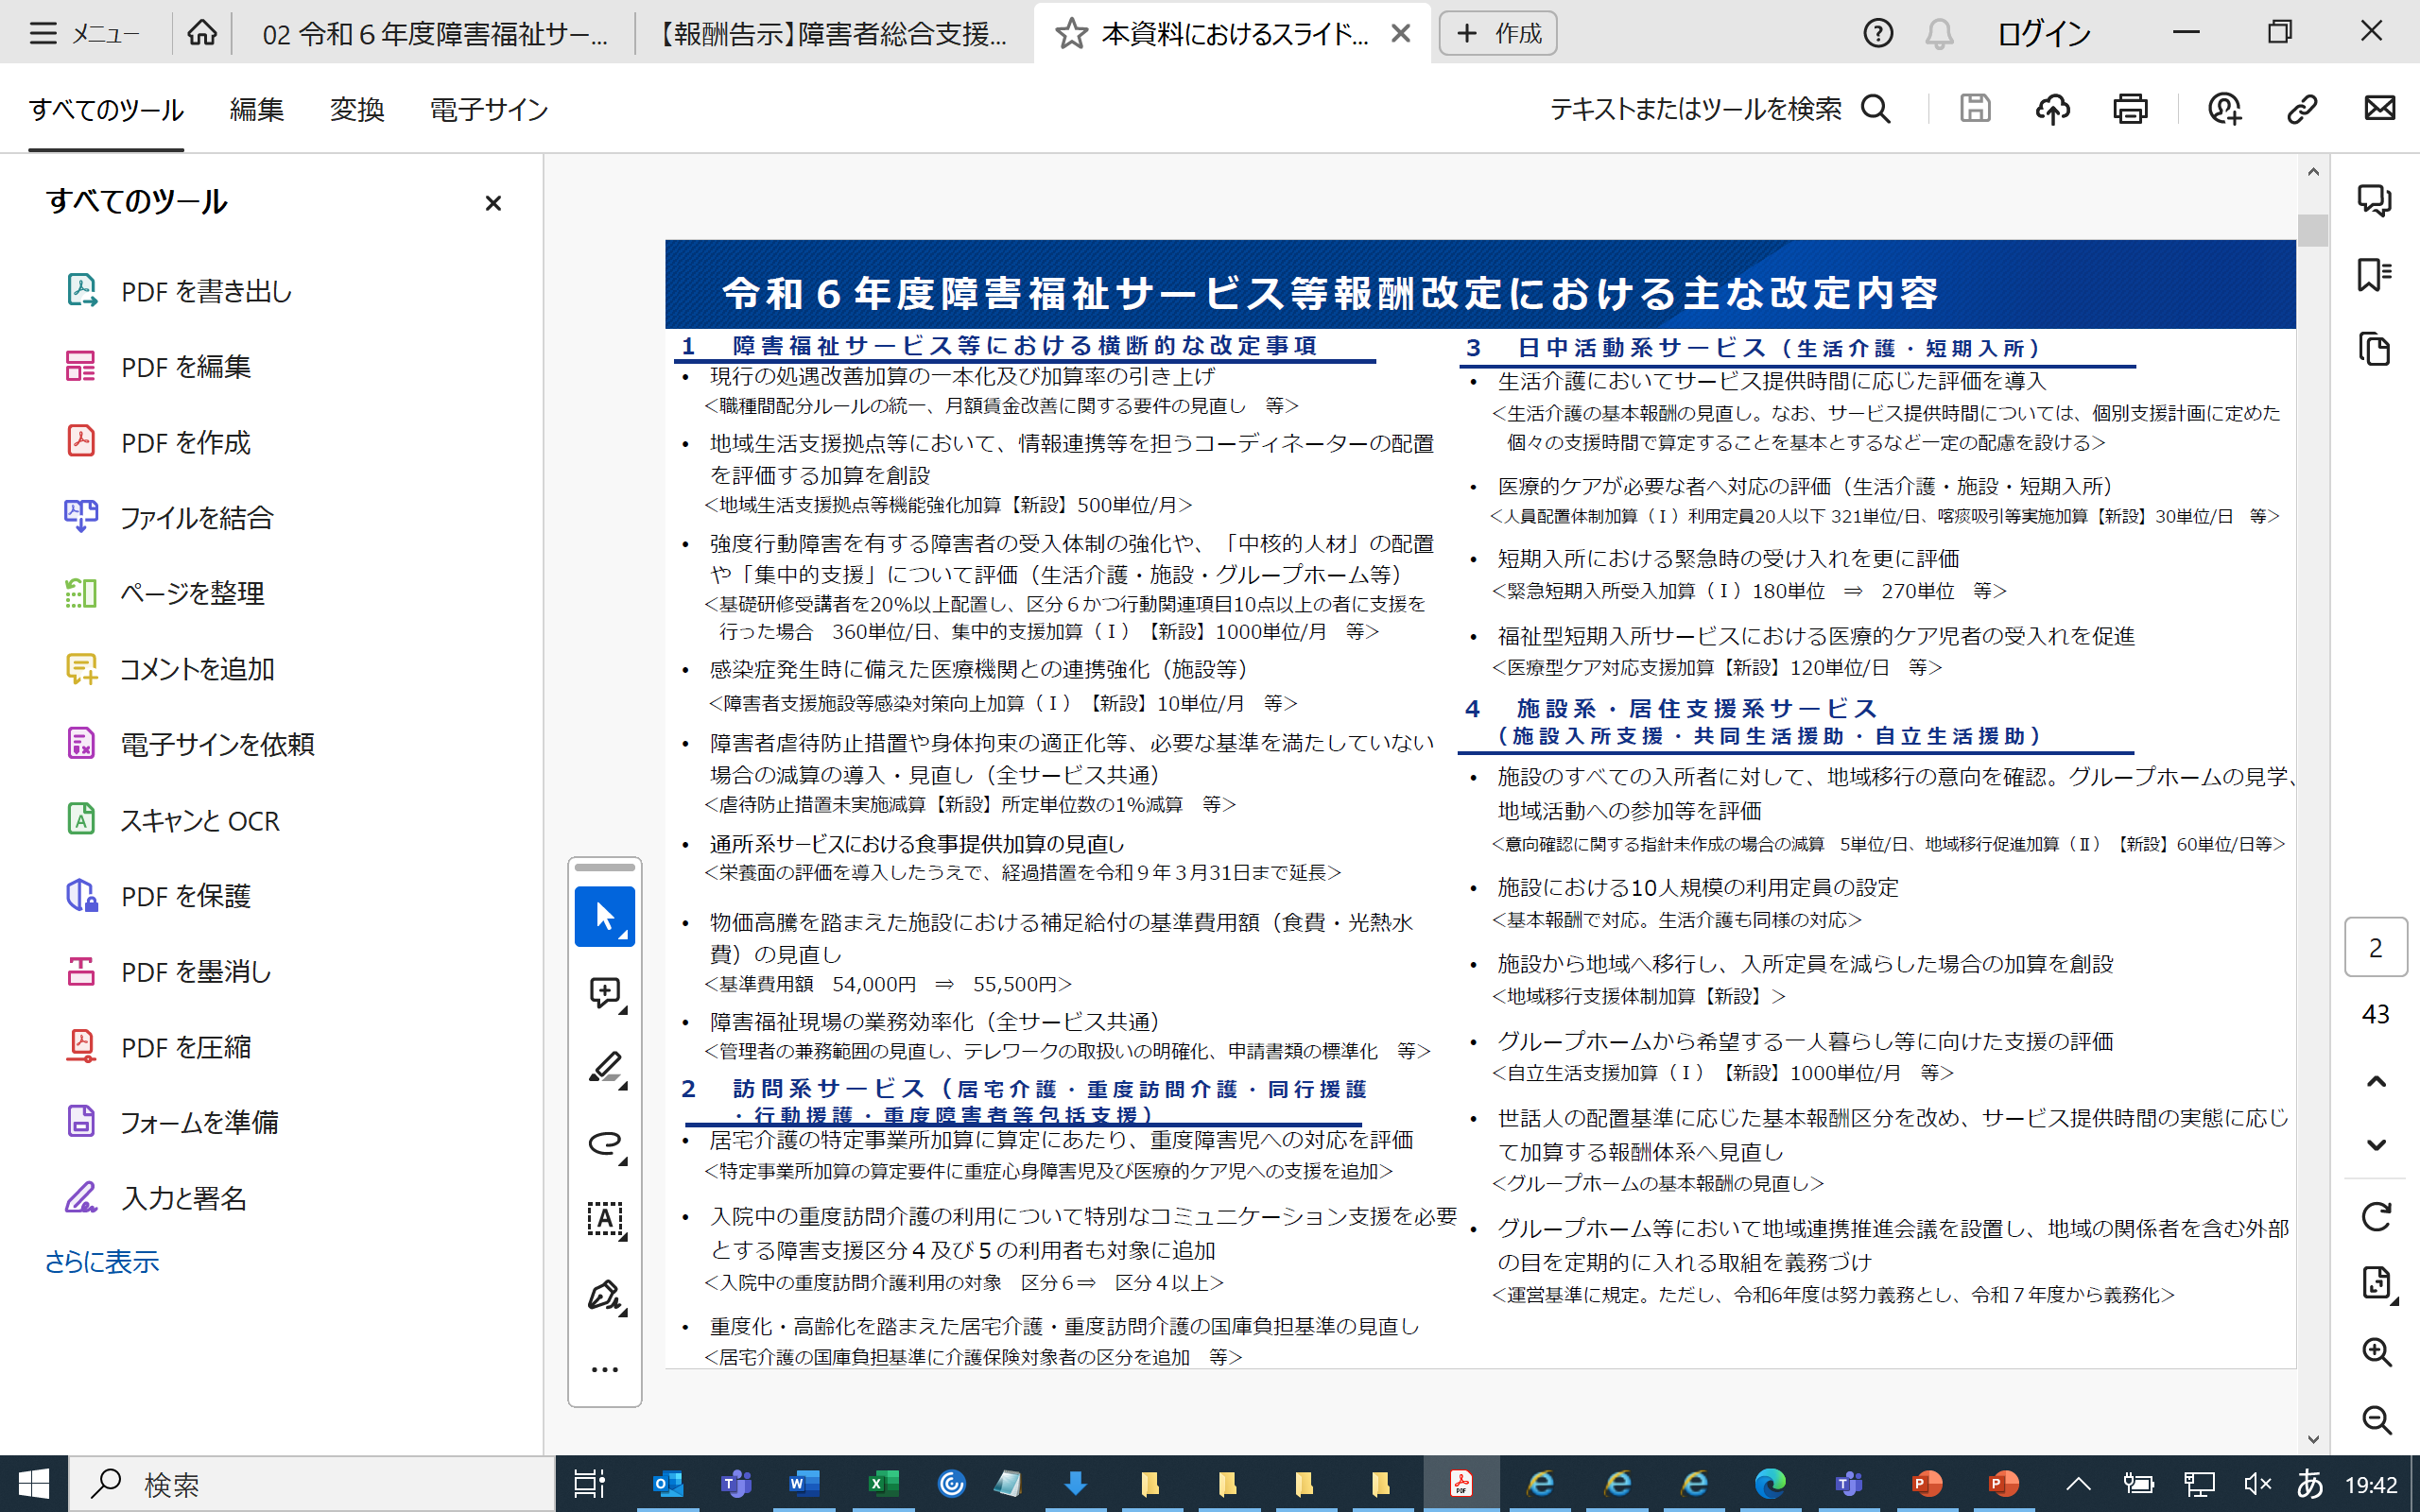 メニュー
02 令和６年度障害福祉サー...
【報酬告示】障害者総合支援...
本資料におけるスライド...
作成
ログイン
すべてのツール
編集
変換
電子サイン
テキストまたはツールを検索
すべてのツール
PDF を書き出し
PDF を編集
PDF を作成
ファイルを結合
ページを整理
コメントを追加
電子サインを依頼
スキャンと OCR
PDF を保護
PDF を墨消し
PDF を圧縮
フォームを準備
入力と署名
さらに表示
令和６年度障害福祉サービス等報酬改定における主な改定内容
1　障害福祉サービス等における横断的な改定事項
• 現行の処遇改善加算の一本化及び加算率の引き上げ
＜職種間配分ルールの統一、月額賃金改善に関する要件の見直し　等＞
• 地域生活支援拠点等において、情報連携等を担うコーディネーターの配置
を評価する加算を創設
＜地域生活支援拠点等機能強化加算【新設】500単位/月＞
• 強度行動障害を有する障害者の受入体制の強化や、「中核的人材」の配置
や「集中的支援」について評価（生活介護・施設・グループホーム等）
＜基礎研修受講者を20%以上配置し、区分６かつ行動関連項目10点以上の者に支援を
行った場合　360単位/日、集中的支援加算（Ⅰ）【新設】1000単位/月　等＞
• 感染症発生時に備えた医療機関との連携強化（施設等）
＜障害者支援施設等感染対策向上加算（Ⅰ）【新設】10単位/月　等＞
• 障害者虐待防止措置や身体拘束の適正化等、必要な基準を満たしていない
場合の減算の導入・見直し（全サービス共通）
＜虐待防止措置未実施減算【新設】所定単位数の1%減算　等＞
• 通所系サービスにおける食事提供加算の見直し
＜栄養面の評価を導入したうえで、経過措置を令和９年３月31日まで延長＞
• 物価高騰を踏まえた施設における補足給付の基準費用額（食費・光熱水
費）の見直し
＜基準費用額　54,000円　⇒　55,500円＞
• 障害福祉現場の業務効率化（全サービス共通）
＜管理者の兼務範囲の見直し、テレワークの取扱いの明確化、申請書類の標準化　等＞
2　訪問系サービス（居宅介護・重度訪問介護・同行援護
・行動援護・重度障害者等包括支援）
• 居宅介護の特定事業所加算に算定にあたり、重度障害児への対応を評価
＜特定事業所加算の算定要件に重症心身障害児及び医療的ケア児への支援を追加＞
• 入院中の重度訪問介護の利用について特別なコミュニケーション支援を必要
とする障害支援区分４及び５の利用者も対象に追加
＜入院中の重度訪問介護利用の対象　区分６⇒　区分４以上＞
• 重度化・高齢化を踏まえた居宅介護・重度訪問介護の国庫負担基準の見直し
＜居宅介護の国庫負担基準に介護保険対象者の区分を追加　等＞
3　日中活動系サービス（生活介護・短期入所）
• 生活介護においてサービス提供時間に応じた評価を導入
＜生活介護の基本報酬の見直し。なお、サービス提供時間については、個別支援計画に定めた
個々の支援時間で算定することを基本とするなど一定の配慮を設ける＞
• 医療的ケアが必要な者へ対応の評価（生活介護・施設・短期入所）
＜人員配置体制加算（Ⅰ）利用定員20人以下 321単位/日、喀痰吸引等実施加算【新設】30単位/日　等＞
• 短期入所における緊急時の受け入れを更に評価
＜緊急短期入所受入加算（Ⅰ）180単位　⇒　270単位　等＞
• 福祉型短期入所サービスにおける医療的ケア児者の受入れを促進
＜医療型ケア対応支援加算【新設】120単位/日　等＞
4　施設系・居住支援系サービス
（施設入所支援・共同生活援助・自立生活援助）
• 施設のすべての入所者に対して、地域移行の意向を確認。グループホームの見学、
地域活動への参加等を評価
＜意向確認に関する指針未作成の場合の減算　5単位/日、地域移行促進加算（Ⅱ）【新設】60単位/日等＞
• 施設における10人規模の利用定員の設定
＜基本報酬で対応。生活介護も同様の対応＞
• 施設から地域へ移行し、入所定員を減らした場合の加算を創設
＜地域移行支援体制加算【新設】＞
• グループホームから希望する一人暮らし等に向けた支援の評価
＜自立生活支援加算（Ⅰ）【新設】1000単位/月　等＞
• 世話人の配置基準に応じた基本報酬区分を改め、サービス提供時間の実態に応じ
て加算する報酬体系へ見直し
＜グループホームの基本報酬の見直し＞
• グループホーム等において地域連携推進会議を設置し、地域の関係者を含む外部
の目を定期的に入れる取組を義務づけ
＜運営基準に規定。ただし、令和6年度は努力義務とし、令和７年度から義務化＞
2
43
検索
あ
19:42